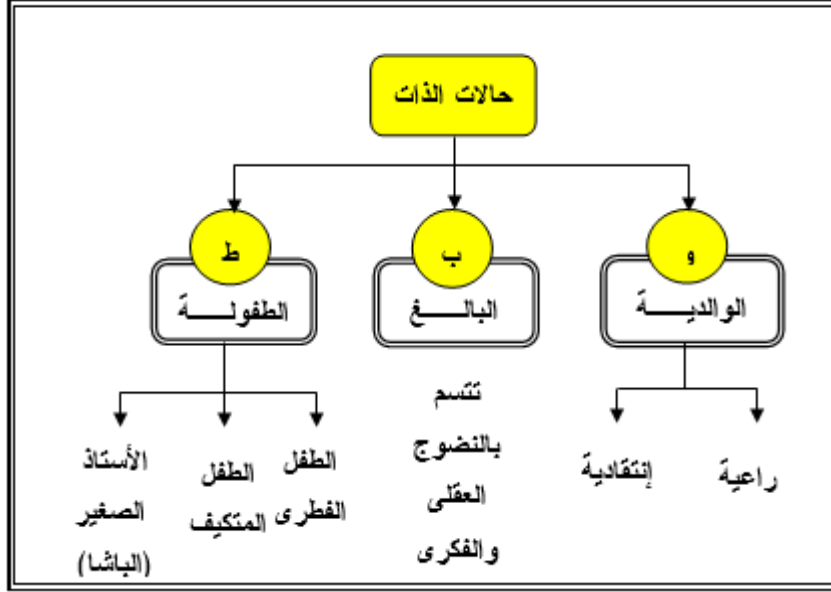 حالات الذات
و
الوالديـــــة
راعية
إنتقادية
ب
البالـــــغ
تتسم
بالنضوج
العقلى
والفكرى
ط
الطفولـــــة
الطفل
الفطرى
الطفل
المتكيف
الأستاذ
الصغير
(الباشا)